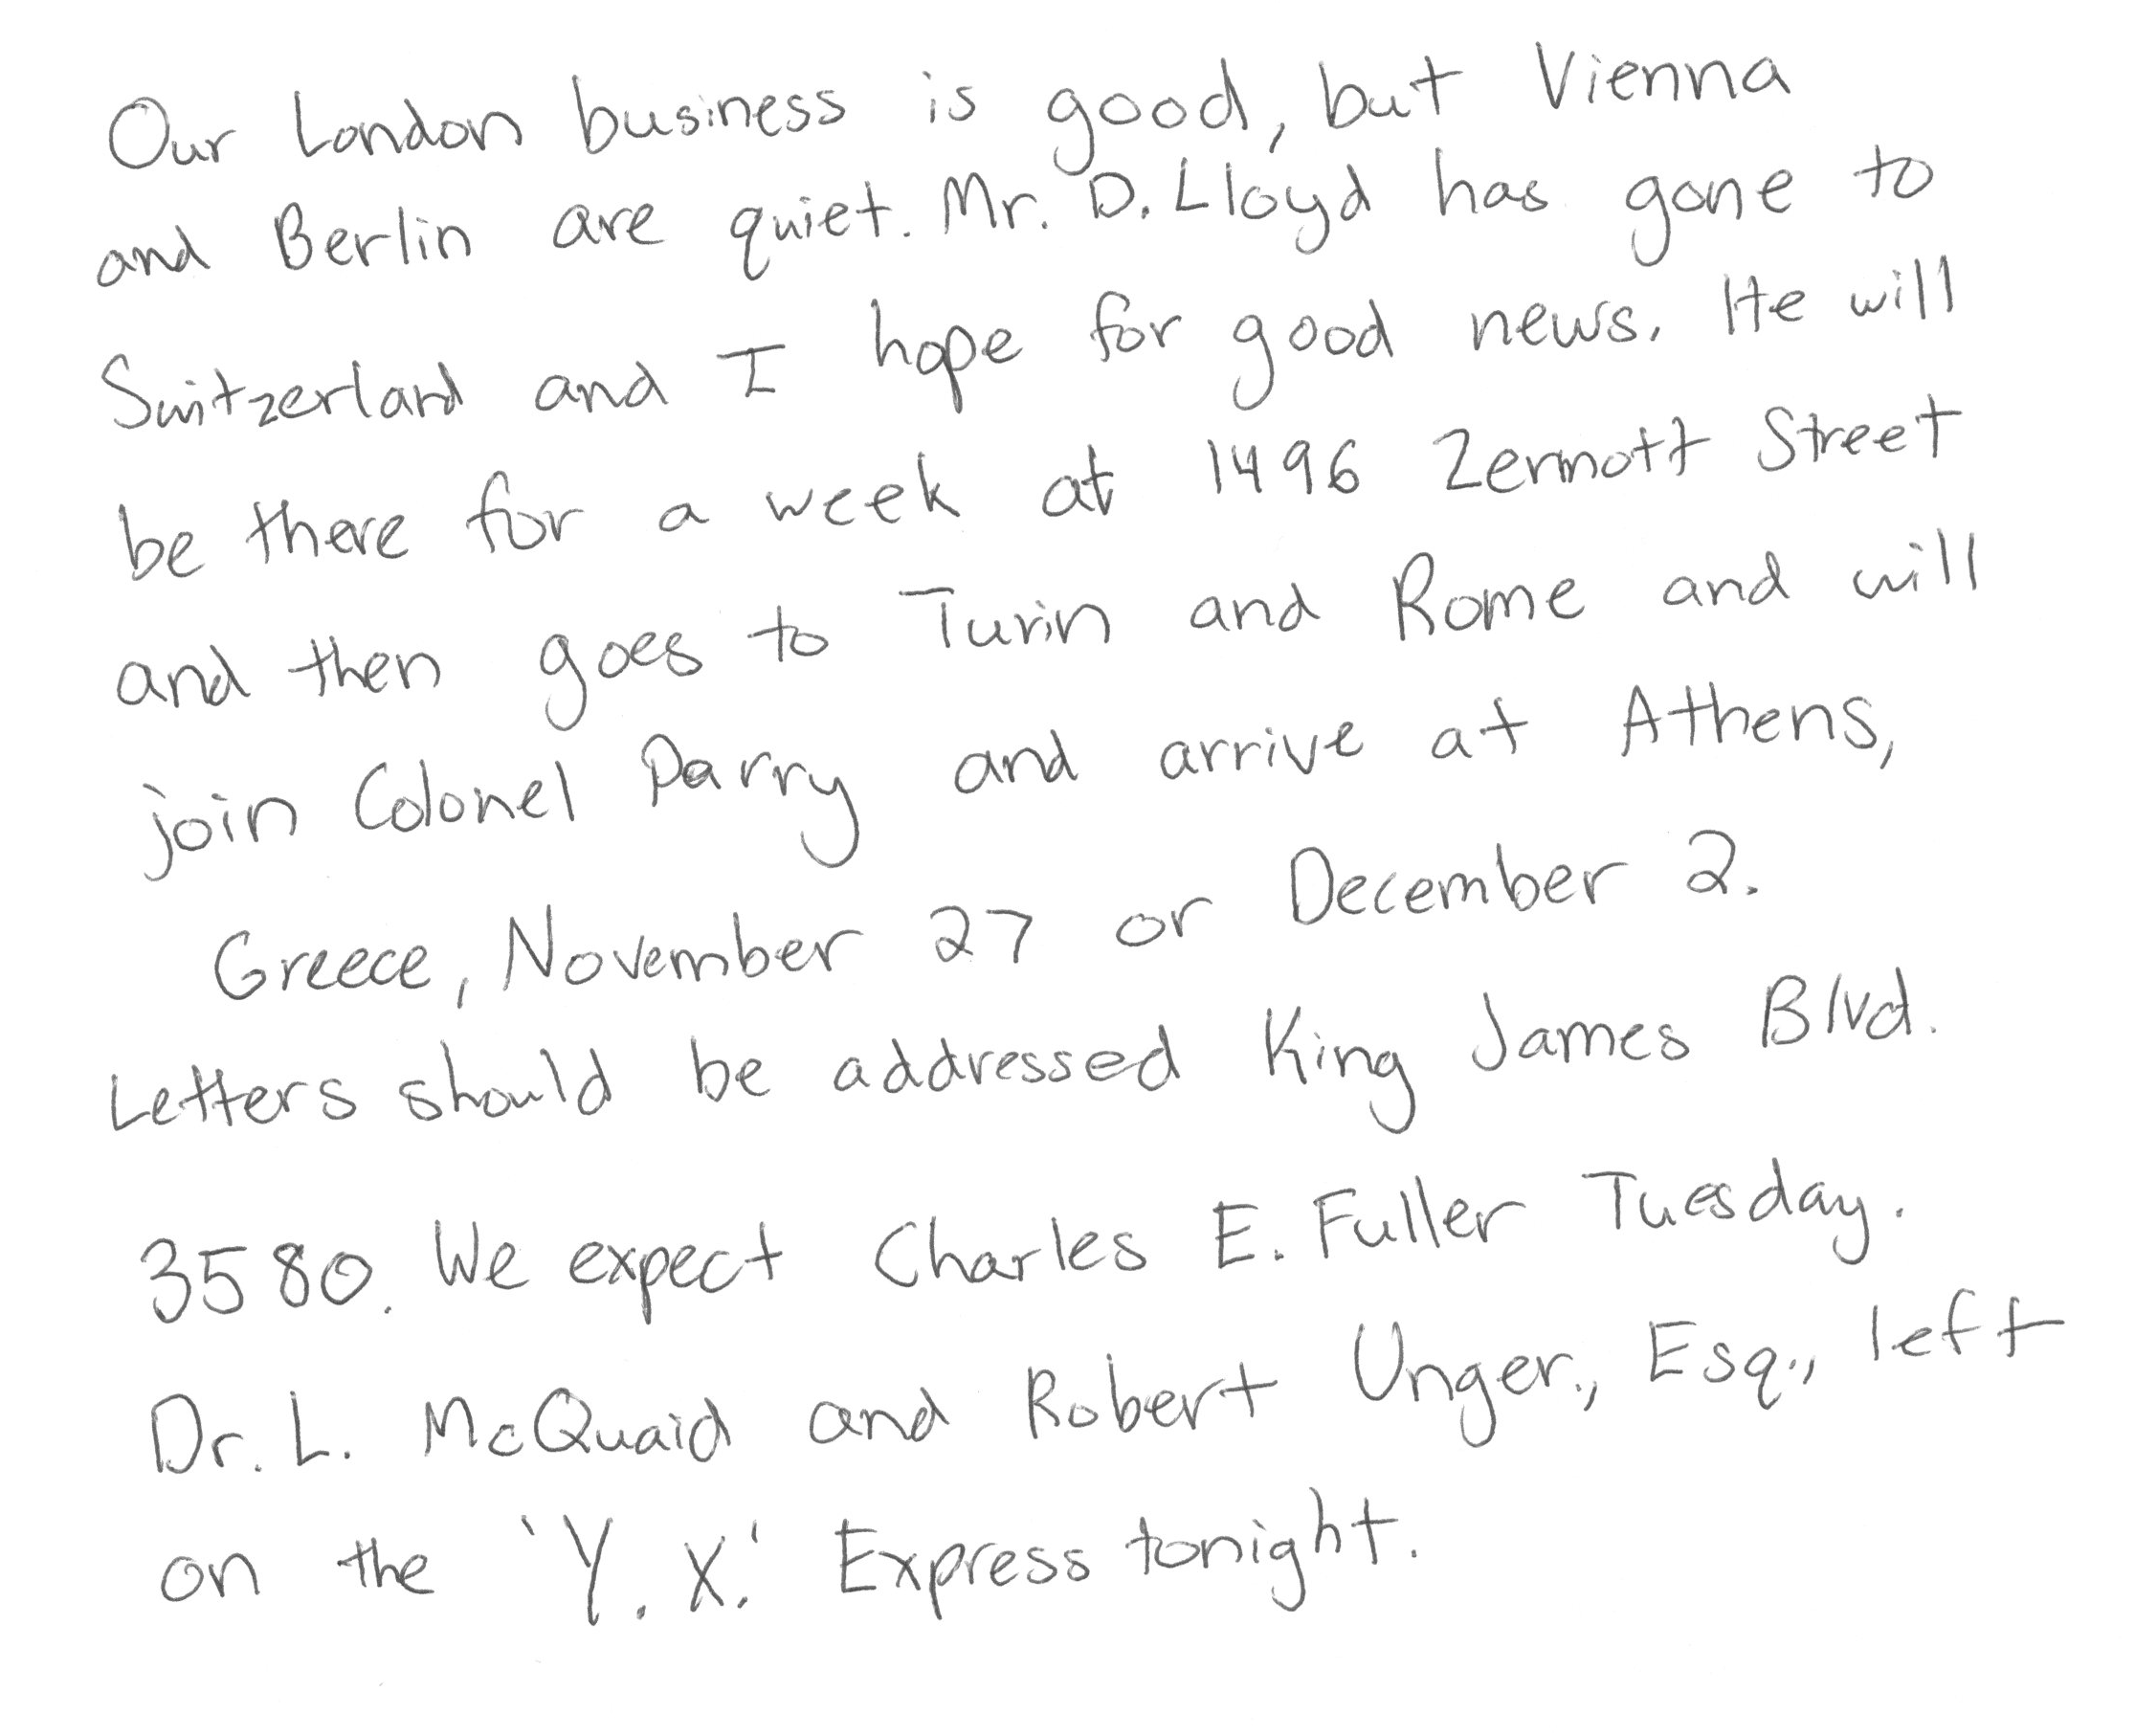 Our London business is good, but Vienna
and Berlin are quiet. Mr. D. Lloyd has gone to
Switzerland and I hope for good news. He will
be there for a week at 1496 Zermott Street
and then goes to Turin and Rome and will
join Colonel Parry and arrive at Athens,
Greece, November 27 or December 2.
Letters should be addressed King James Blvd.
3580. We expect Charles E. Fuller Tuesday.
Dr. L. McQuaid and Robert Unger., Esq., left
on the 'Y. X.' Express tonight.